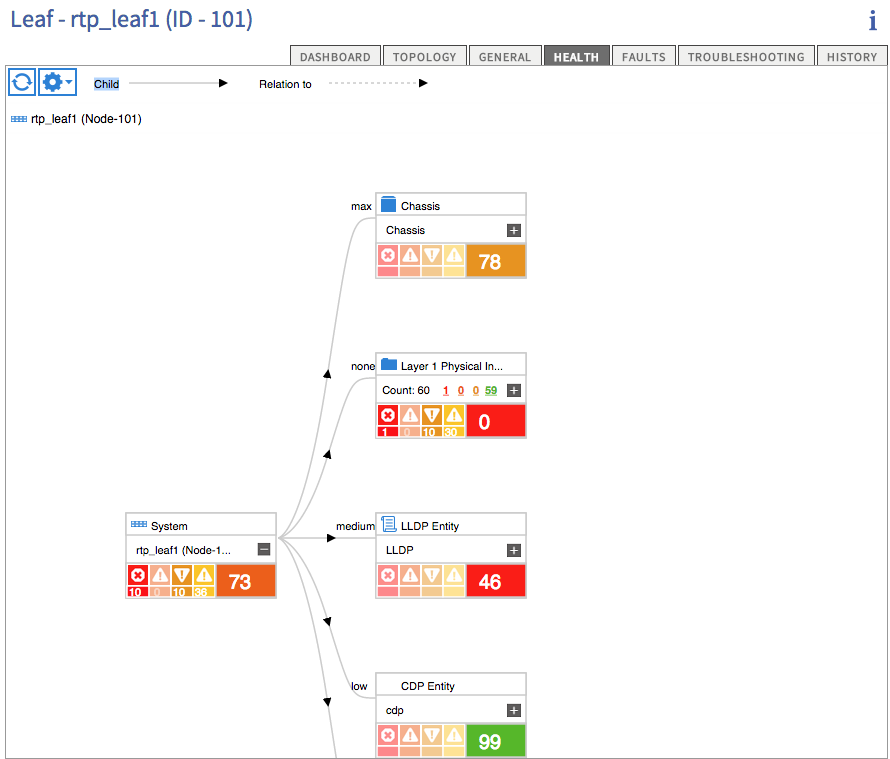 Leaf - rtp_leaf1 (ID - 101)
i
DASHBOARD TOPOLOGY GENERAL HEALTH FAULTS TROUBLESHOOTING HISTORY
Child Relation to
rtp_leaf1 (Node-101)
max Chassis
Chassis
78
none Layer 1 Physical In...
Count: 60 1 0 0 59
0
1 0 10 30
medium LLDP Entity
LLDP
46
System
rtp_leaf1 (Node-1...
73
10 0 10 36
low CDP Entity
cdp
99